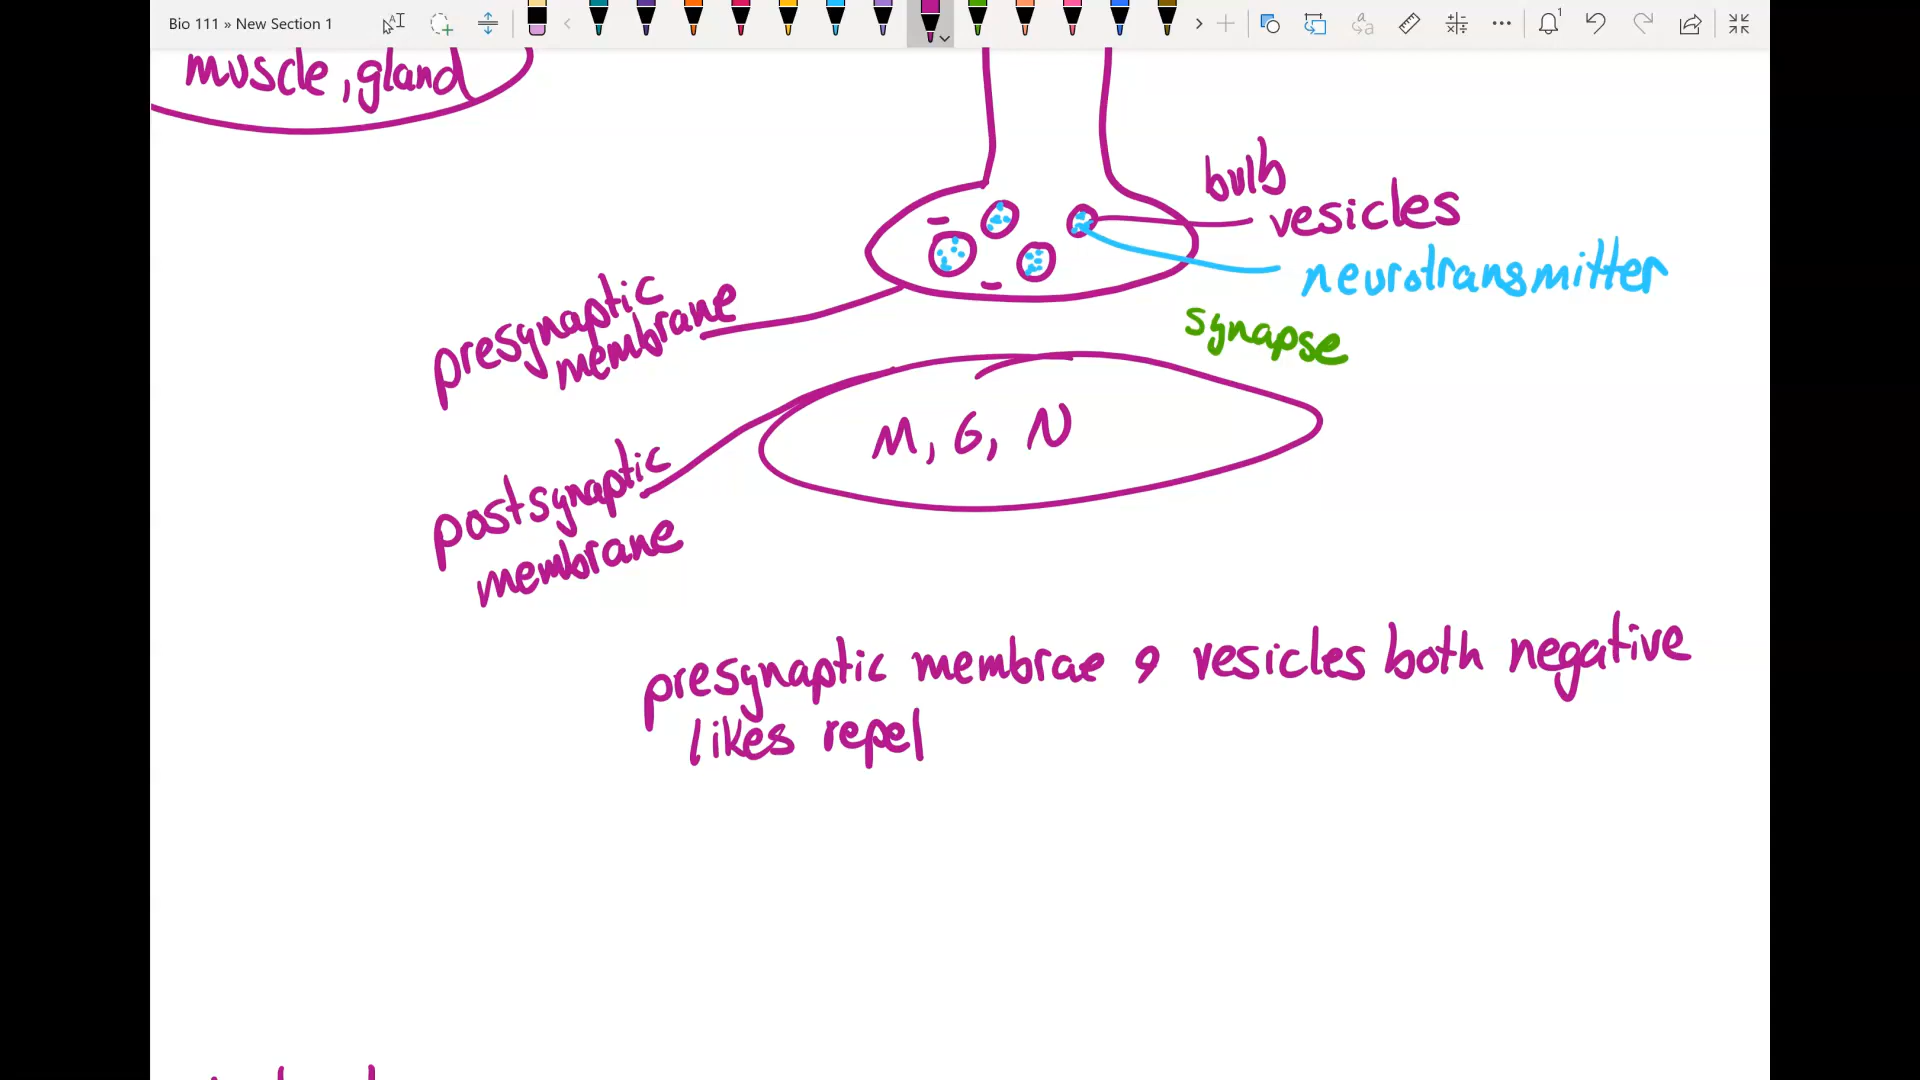 Bio 111 » New Section 1
muscle, gland
bulb
vesicles
neurotransmitter
synapse
presynaptic
membrane
M, G, N
postsynaptic
membrane
presynaptic membrae & vesicles both negative
likes repel